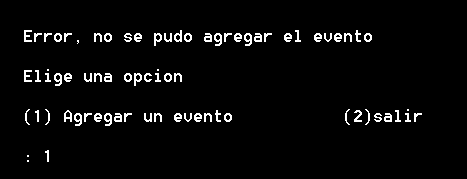 Error, no se pudo agregar el evento
Elige una opcion
(1) Agregar un evento (2)salir
: 1